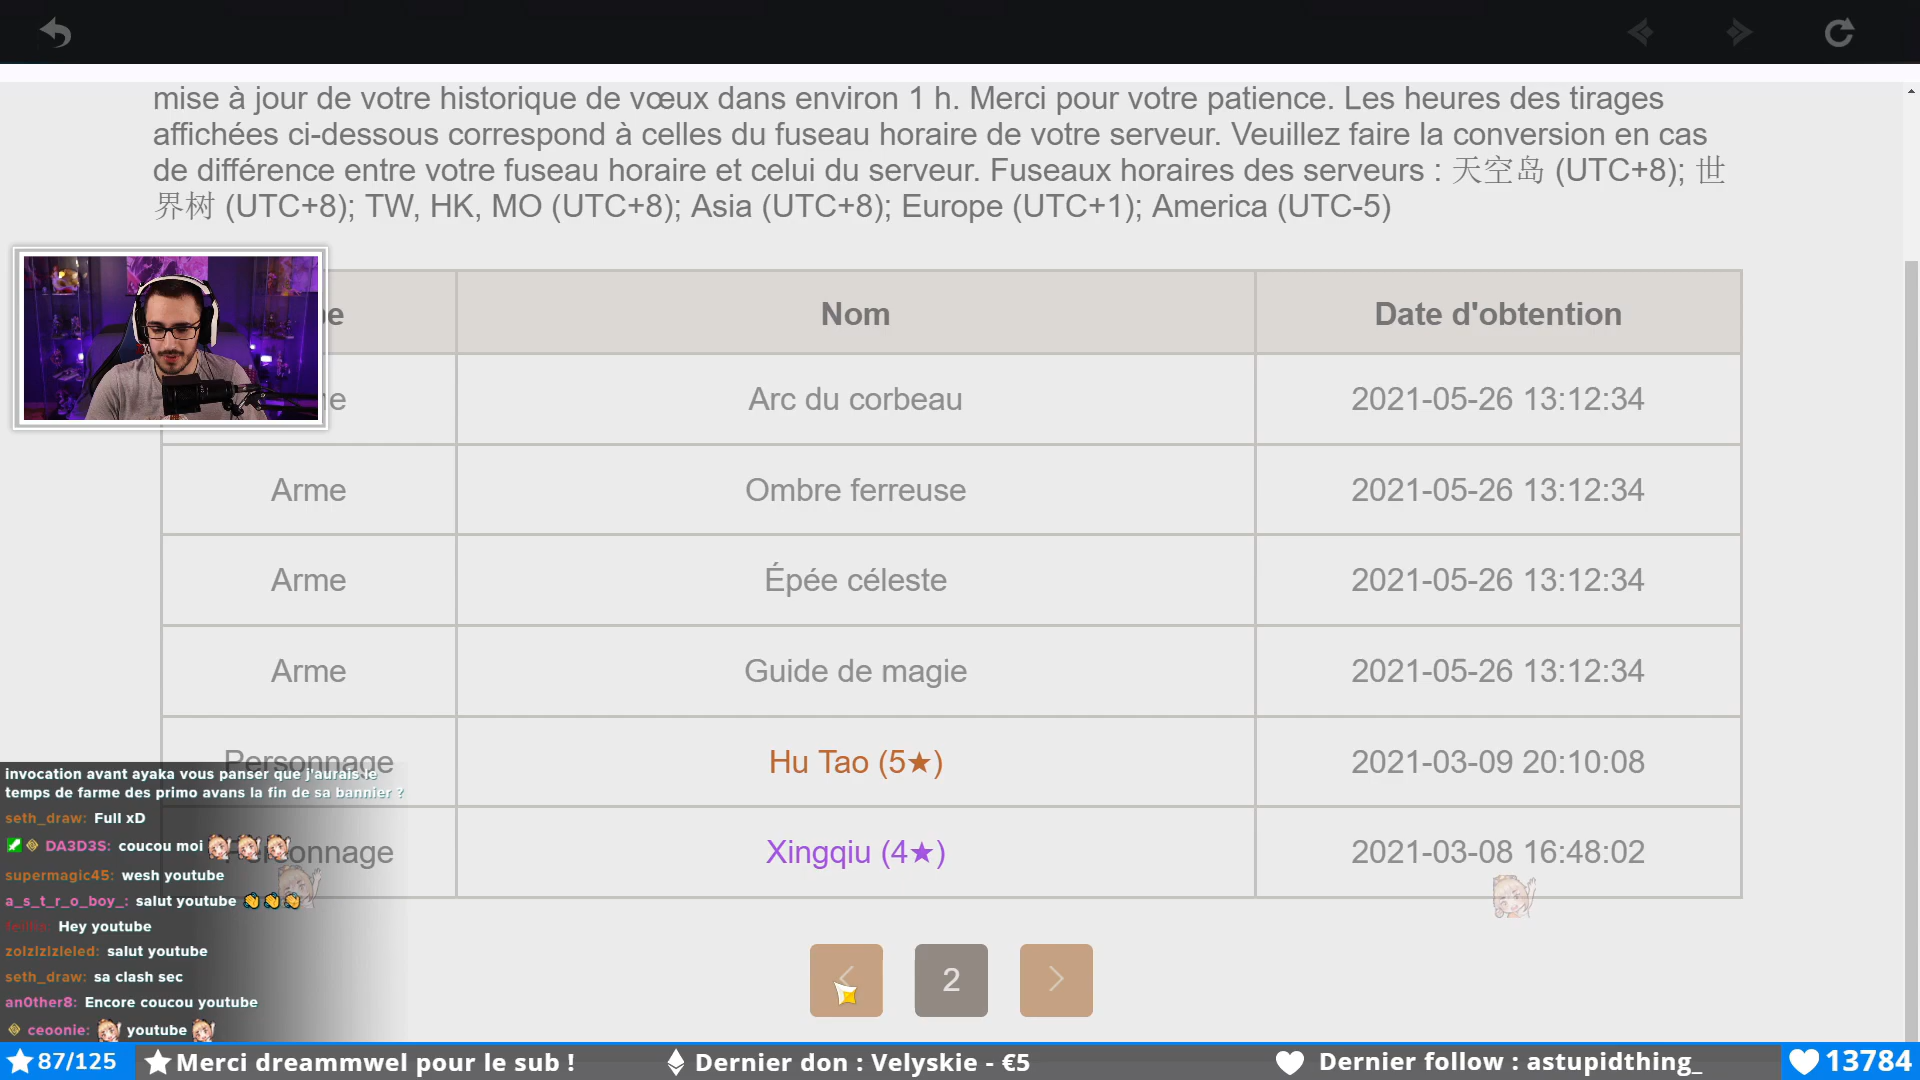 mise à jour de votre historique de vœux dans environ 1 h. Merci pour votre patience. Les heures des tirages
affichées ci-dessous correspond à celles du fuseau horaire de votre serveur. Veuillez faire la conversion en cas
de différence entre votre fuseau horaire et celui du serveur. Fuseaux horaires des serveurs : 天空岛 (UTC+8); 世
界树 (UTC+8); TW, HK, MO (UTC+8); Asia (UTC+8); Europe (UTC+1); America (UTC-5)
Nom Date d'obtention
Arc du corbeau 2021-05-26 13:12:34
Arme Ombre ferreuse 2021-05-26 13:12:34
Arme Épée céleste 2021-05-26 13:12:34
Arme Guide de magie 2021-05-26 13:12:34
Personnage Hu Tao (5★) 2021-03-09 20:10:08
Personnage Xingqiu (4★) 2021-03-08 16:48:02
2
invocation avant ayaka vous panser que j'aurais le
temps de farme des primo avans la fin de sa bannier ?
seth_draw: Full xD
DA3D3S: coucou moi
supermagic45: wesh youtube
a_s_t_r_o_boy_: salut youtube
Hey youtube
zolzlzlzleled: salut youtube
seth_draw: sa clash sec
an0ther8: Encore coucou youtube
ceoonie: youtube
87/125 Merci dreammwel pour le sub ! Dernier don : Velyskie - €5 Dernier follow : astupidthing_ 13784